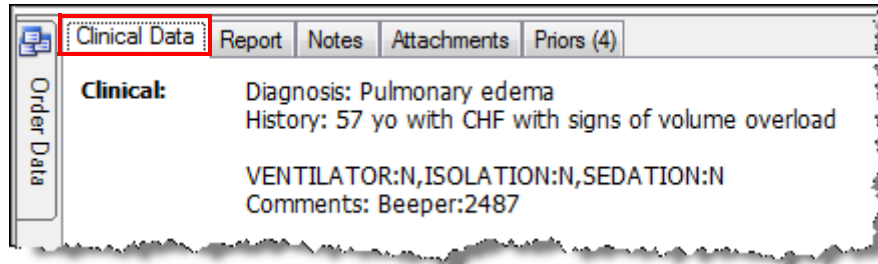 Clinical Data Report Notes Attachments Priors (4)
Order Data
Clinical: Diagnosis: Pulmonary edema
History: 57 yo with CHF with signs of volume overload
VENTILATOR:N,ISOLATION:N,SEDATION:N
Comments: Beeper:2487